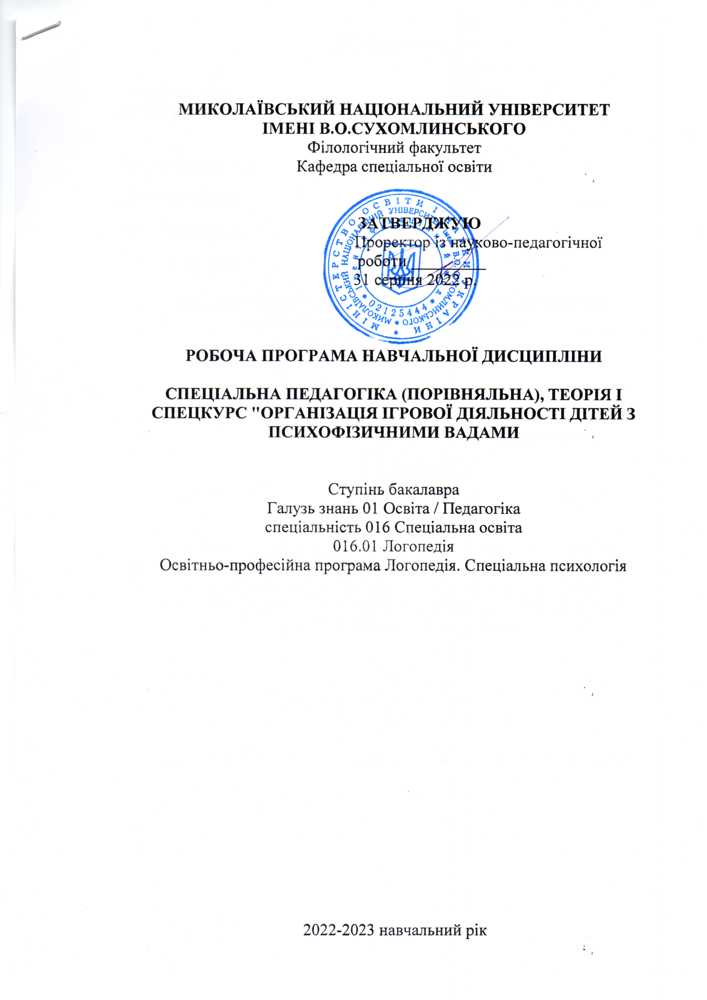 МИКОЛАЇВСЬКИЙ НАЦІОНАЛЬНИЙ УНІВЕРСИТЕТ
ІМЕНІ В.О.СУХОМЛИНСЬКОГО
Філологічний факультет
Кафедра спеціальної освіти
МІНІСТЕРСТВО ОСВІТИ І НАУКИ УКРАЇНИ *
МИКОЛАЇВСЬКИЙ НАЦІОНАЛЬНИЙ УНІВЕРСИТЕТ імені В.О. СУХОМЛИНСЬКОГО *
Ідентифікаційний код * 02125444 *
ЗАТВЕРДЖУЮ
Проректор із науково-педагогічної
роботи _________
31 серпня 2022 р.
РОБОЧА ПРОГРАМА НАВЧАЛЬНОЇ ДИСЦИПЛІНИ
СПЕЦІАЛЬНА ПЕДАГОГІКА (ПОРІВНЯЛЬНА), ТЕОРІЯ І
СПЕЦКУРС "ОРГАНІЗАЦІЯ ІГРОВОЇ ДІЯЛЬНОСТІ ДІТЕЙ З
ПСИХОФІЗИЧНИМИ ВАДАМИ
Ступінь бакалавра
Галузь знань 01 Освіта / Педагогіка
спеціальність 016 Спеціальна освіта
016.01 Логопедія
Освітньо-професійна програма Логопедія. Спеціальна психологія
2022-2023 навчальний рік